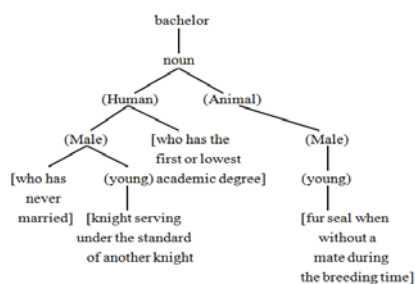 bachelor
noun
(Human) (Animal)
(Male) [who has the (Male)
first or lowest
[who has (young) academic degree] (young)
never
married] [knight serving [fur seal when
under the standard without a
of another knight mate during
the breeding time]